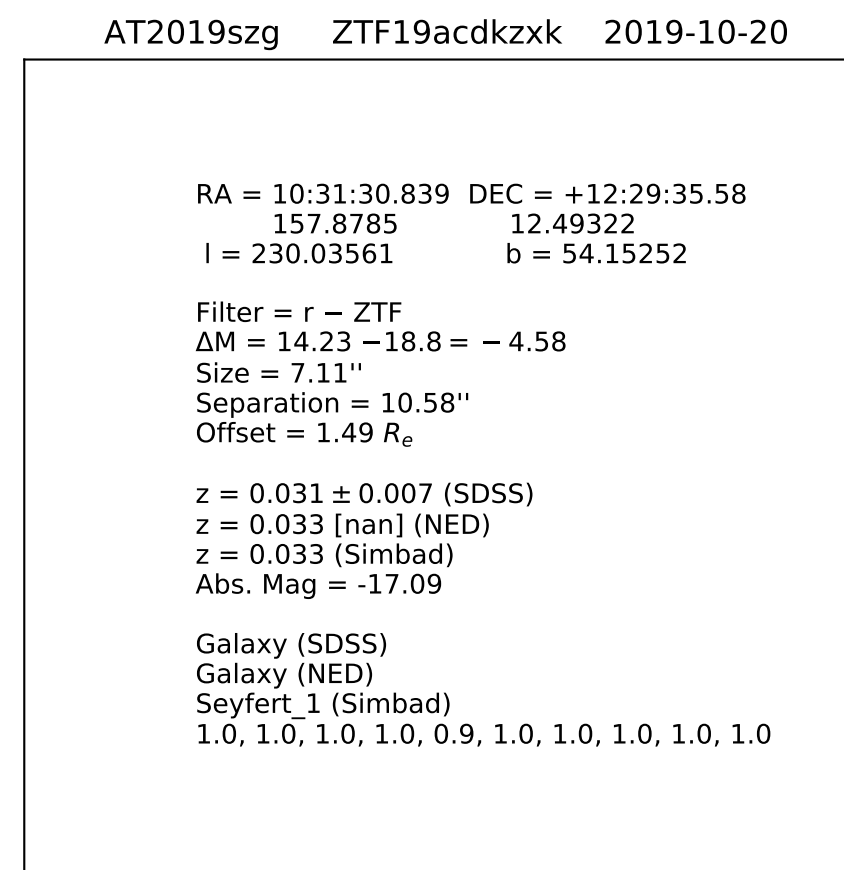 AT2019szg ZTF19acdkzxk 2019-10-20
RA = 10:31:30.839 DEC = +12:29:35.58
157.8785 12.49322
l = 230.03561 b = 54.15252
Filter = r − ZTF
ΔM = 14.23 −18.8 = − 4.58
Size = 7.11''
Separation = 10.58''
Offset = 1.49 Re
z = 0.031 ± 0.007 (SDSS)
z = 0.033 [nan] (NED)
z = 0.033 (Simbad)
Abs. Mag = -17.09
Galaxy (SDSS)
Galaxy (NED)
Seyfert_1 (Simbad)
1.0, 1.0, 1.0, 1.0, 0.9, 1.0, 1.0, 1.0, 1.0, 1.0